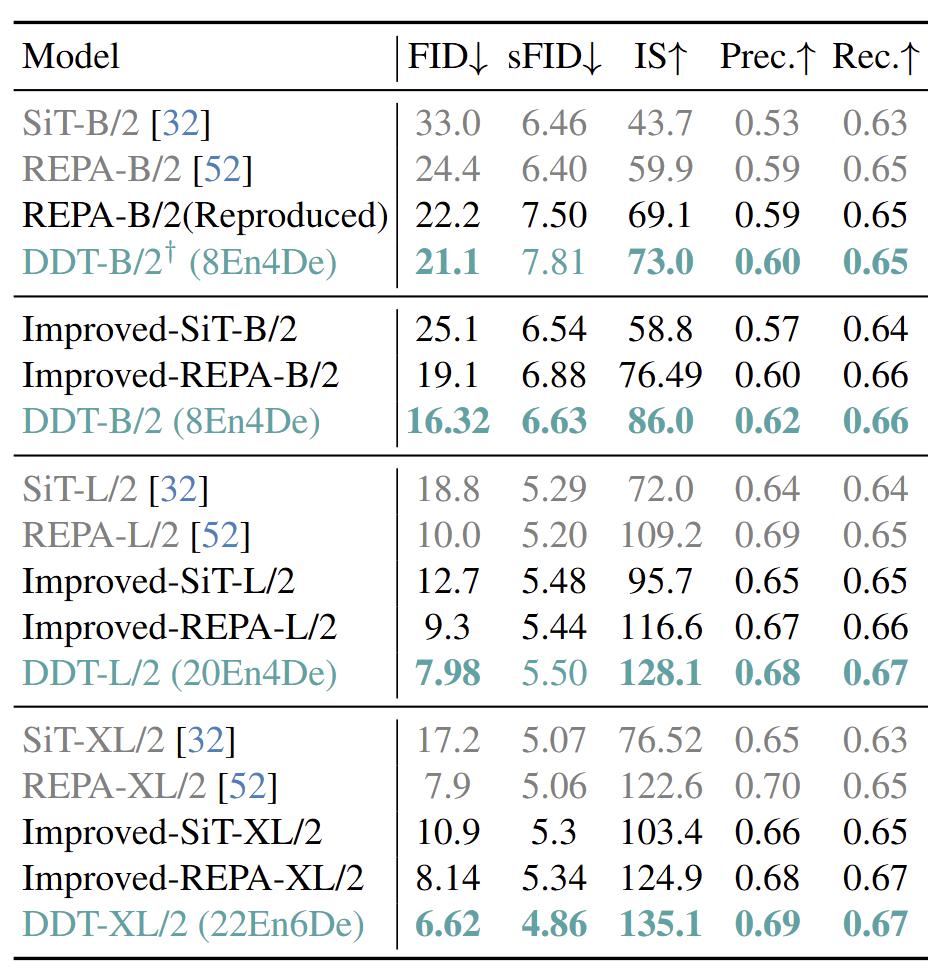 Model FID↓ sFID↓ IS↑ Prec.↑ Rec.↑
SiT-B/2 [32] 33.0 6.46 43.7 0.53 0.63
REPA-B/2 [52] 24.4 6.40 59.9 0.59 0.65
REPA-B/2(Reproduced) 22.2 7.50 69.1 0.59 0.65
DDT-B/2† (8En4De) 21.1 7.81 73.0 0.60 0.65
Improved-SiT-B/2 25.1 6.54 58.8 0.57 0.64
Improved-REPA-B/2 19.1 6.88 76.49 0.60 0.66
DDT-B/2 (8En4De) 16.32 6.63 86.0 0.62 0.66
SiT-L/2 [32] 18.8 5.29 72.0 0.64 0.64
REPA-L/2 [52] 10.0 5.20 109.2 0.69 0.65
Improved-SiT-L/2 12.7 5.48 95.7 0.65 0.65
Improved-REPA-L/2 9.3 5.44 116.6 0.67 0.66
DDT-L/2 (20En4De) 7.98 5.50 128.1 0.68 0.67
SiT-XL/2 [32] 17.2 5.07 76.52 0.65 0.63
REPA-XL/2 [52] 7.9 5.06 122.6 0.70 0.65
Improved-SiT-XL/2 10.9 5.3 103.4 0.66 0.65
Improved-REPA-XL/2 8.14 5.34 124.9 0.68 0.67
DDT-XL/2 (22En6De) 6.62 4.86 135.1 0.69 0.67